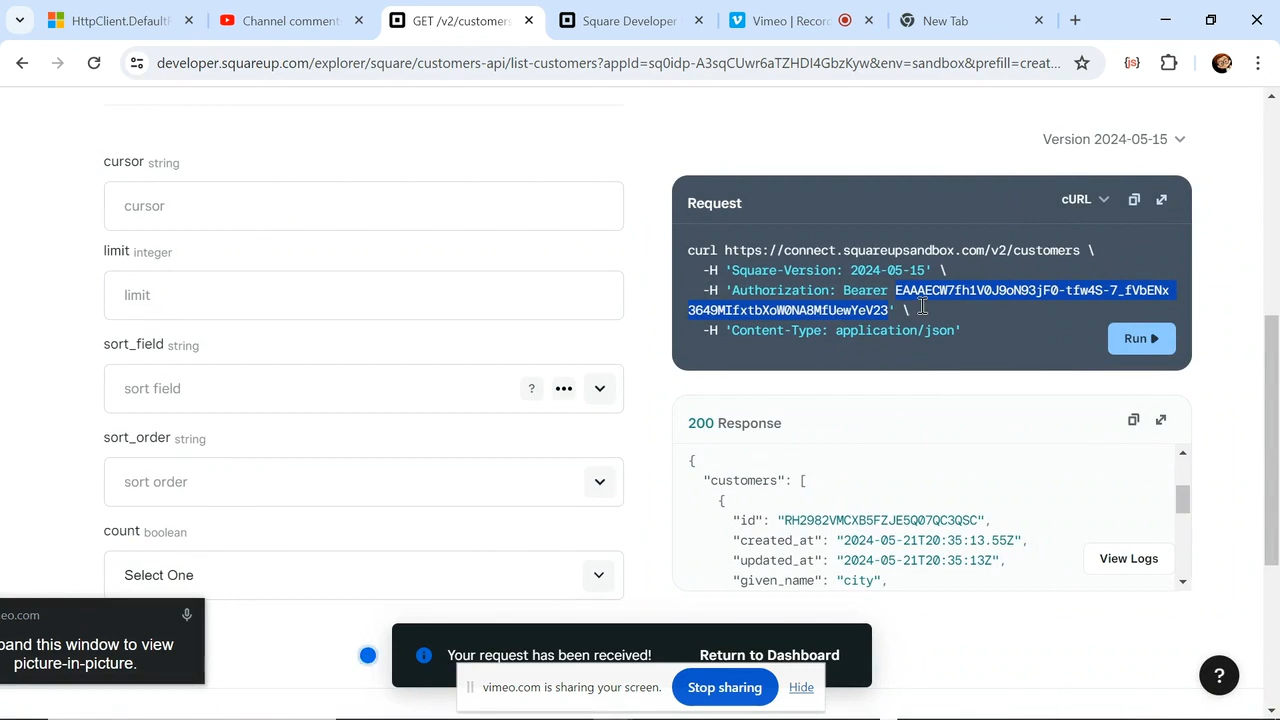 HttpClient.DefaultR
Channel comment
GET /v2/customers
Square Developer
Vimeo | Recor
New Tab
developer.squareup.com/explorer/square/customers-api/list-customers?appId=sq0idp-A3sqCUwr6aTZHDI4GbzKyw&env=sandbox&prefill=creat...
{js}
Version 2024-05-15
cursor string
cursor
limit integer
limit
sort_field string
sort field
?
sort_order string
sort order
count boolean
Select One
Request
cURL
curl https://connect.squareupsandbox.com/v2/customers \
-H 'Square-Version: 2024-05-15' \
-H 'Authorization: Bearer EAAAECW7fh1V0J9oN93jF0-tfw4S-7_fVbENx
3649MIfxtbXoW0NA8MfUewYeV23' \
-H 'Content-Type: application/json'
Run
200 Response
{
"customers": [
{
"id": "RH2982VMCXB5FZJE5Q07QC3QSC",
"created_at": "2024-05-21T20:35:13.55Z",
"updated_at": "2024-05-21T20:35:13Z",
"given_name": "city",
View Logs
eo.com
pand this window to view
picture-in-picture.
Your request has been received!
Return to Dashboard
vimeo.com is sharing your screen.
Stop sharing
Hide
?